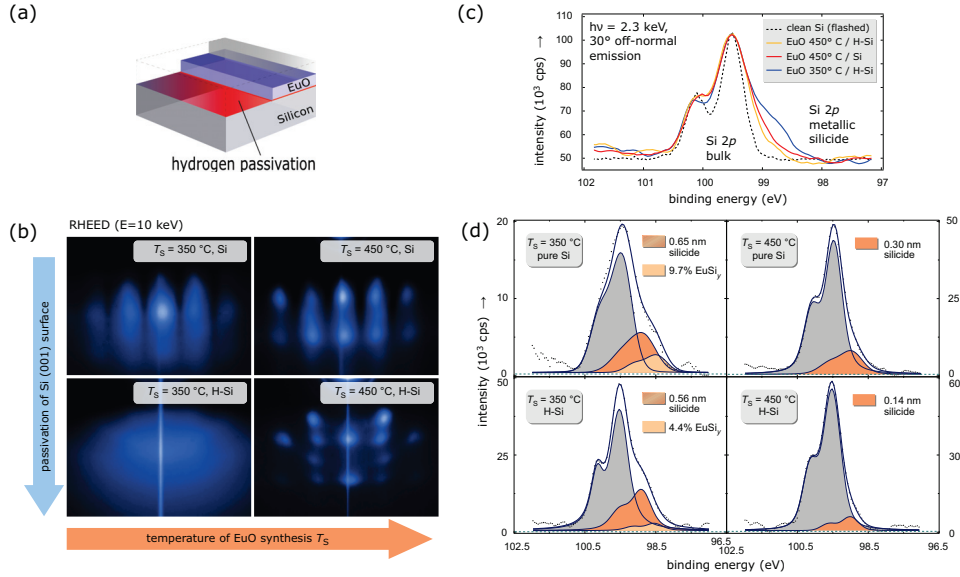 (a)
EuO
Silicon
hydrogen passivation
(b)
RHEED (E=10 keV)
T_S = 350 °C, Si
T_S = 450 °C, Si
T_S = 350 °C, H-Si
T_S = 450 °C, H-Si
passivation of Si (001) surface
temperature of EuO synthesis T_S
(c)
hν = 2.3 keV,
30° off-normal
emission
clean Si (flashed)
EuO 450° C / H-Si
EuO 450° C / Si
EuO 350° C / H-Si
Si 2p
bulk
Si 2p
metallic
silicide
intensity (10³ cps) →
110
100
90
80
70
60
50
102
101
100
99
98
97
binding energy (eV)
(d)
T_S = 350 °C
pure Si
0.65 nm
silicide
9.7% EuSi_y
T_S = 450 °C
pure Si
0.30 nm
silicide
T_S = 350 °C
H-Si
0.56 nm
silicide
4.4% EuSi_y
T_S = 450 °C
H-Si
0.14 nm
silicide
intensity (10³ cps) →
20
10
0
50
25
0
50
25
0
60
30
0
102.5
100.5
98.5
96.5
102.5
100.5
98.5
96.5
binding energy (eV)